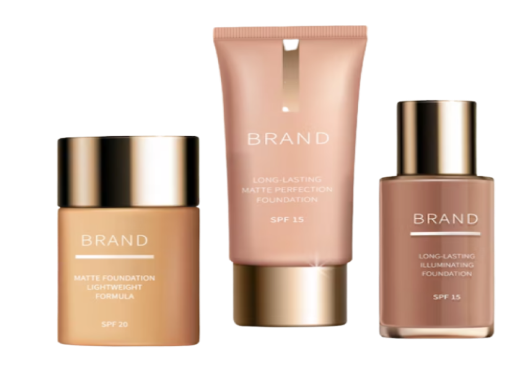 BRAND
MATTE FOUNDATION
LIGHTWEIGHT
FORMULA
SPF 20
BRAND
LONG-LASTING
MATTE PERFECTION
FOUNDATION
SPF 15
BRAND
LONG-LASTING
ILLUMINATING
FOUNDATION
SPF 15